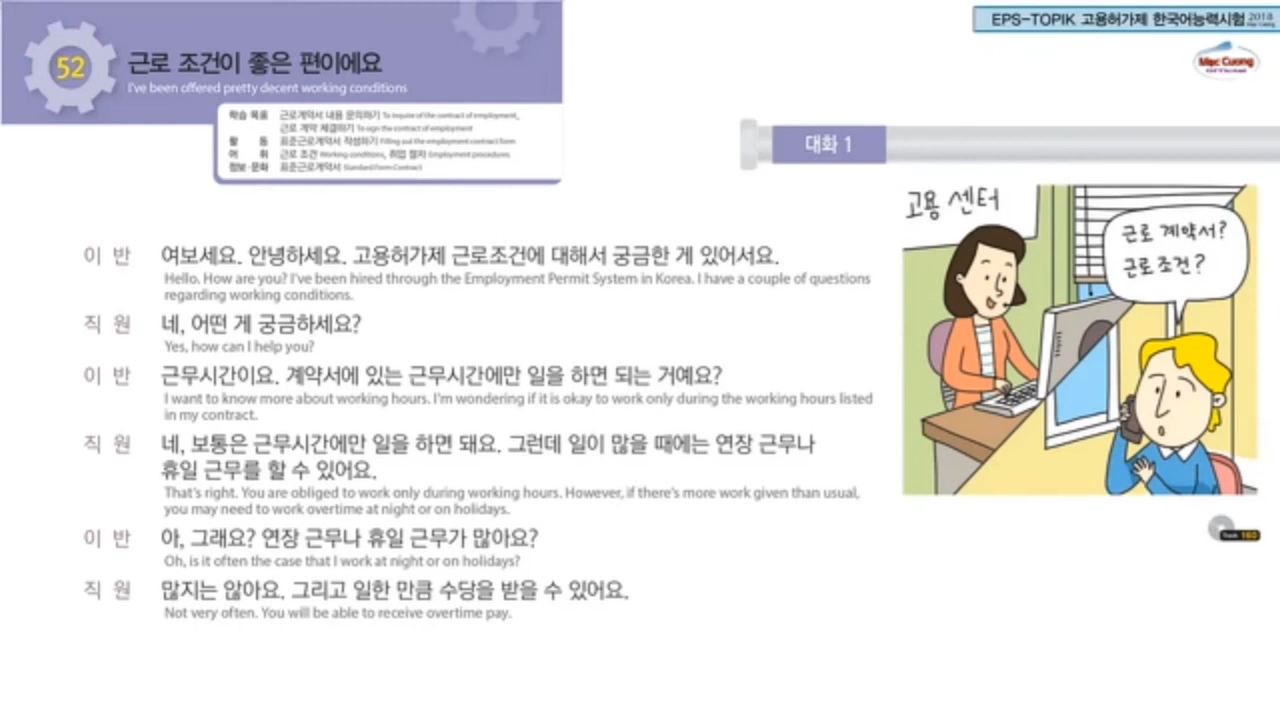 EPS-TOPIK 고용허가제 한국어능력시험 2018
Mạc Cương
52 근로 조건이 좋은 편이에요
I've been offered pretty decent working conditions
학습 목표 근로계약서 내용 문의하기 To inquire of the contract of employment,
근로 계약 체결하기 To sign the contract of employment
활 동 표준근로계약서 작성하기 Filling out the employment contract form
어 휘 근로 조건 Working conditions, 취업 절차 Employment procedures
정보·문화 표준근로계약서 Standard Form Contract
대화 1
이 반 여보세요. 안녕하세요. 고용허가제 근로조건에 대해서 궁금한 게 있어서요.
Hello. How are you? I've been hired through the Employment Permit System in Korea. I have a couple of questions
regarding working conditions.
직 원 네, 어떤 게 궁금하세요?
Yes, how can I help you?
이 반 근무시간이요. 계약서에 있는 근무시간에만 일을 하면 되는 거예요?
I want to know more about working hours. I'm wondering if it is okay to work only during the working hours listed
in my contract.
직 원 네, 보통은 근무시간에만 일을 하면 돼요. 그런데 일이 많을 때에는 연장 근무나
휴일 근무를 할 수 있어요.
That's right. You are obliged to work only during working hours. However, if there's more work given than usual,
you may need to work overtime at night or on holidays.
이 반 아, 그래요? 연장 근무나 휴일 근무가 많아요?
Oh, is it often the case that I work at night or on holidays?
직 원 많지는 않아요. 그리고 일한 만큼 수당을 받을 수 있어요.
Not very often. You will be able to receive overtime pay.
고용 센터
근로 계약서?
근로 조건?
Track 160